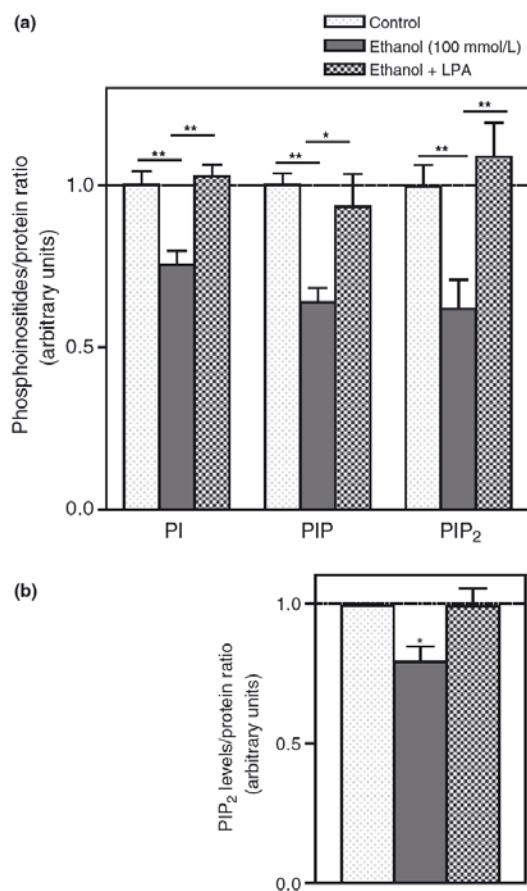 (a)
Control
Ethanol (100 mmol/L)
Ethanol + LPA
Phosphoinositides/protein ratio
(arbitrary units)
1.0
0.5
0.0
** **
** *
** **
PI PIP PIP₂
(b)
PIP₂ levels/protein ratio
(arbitrary units)
1.0
0.5
0.0
*